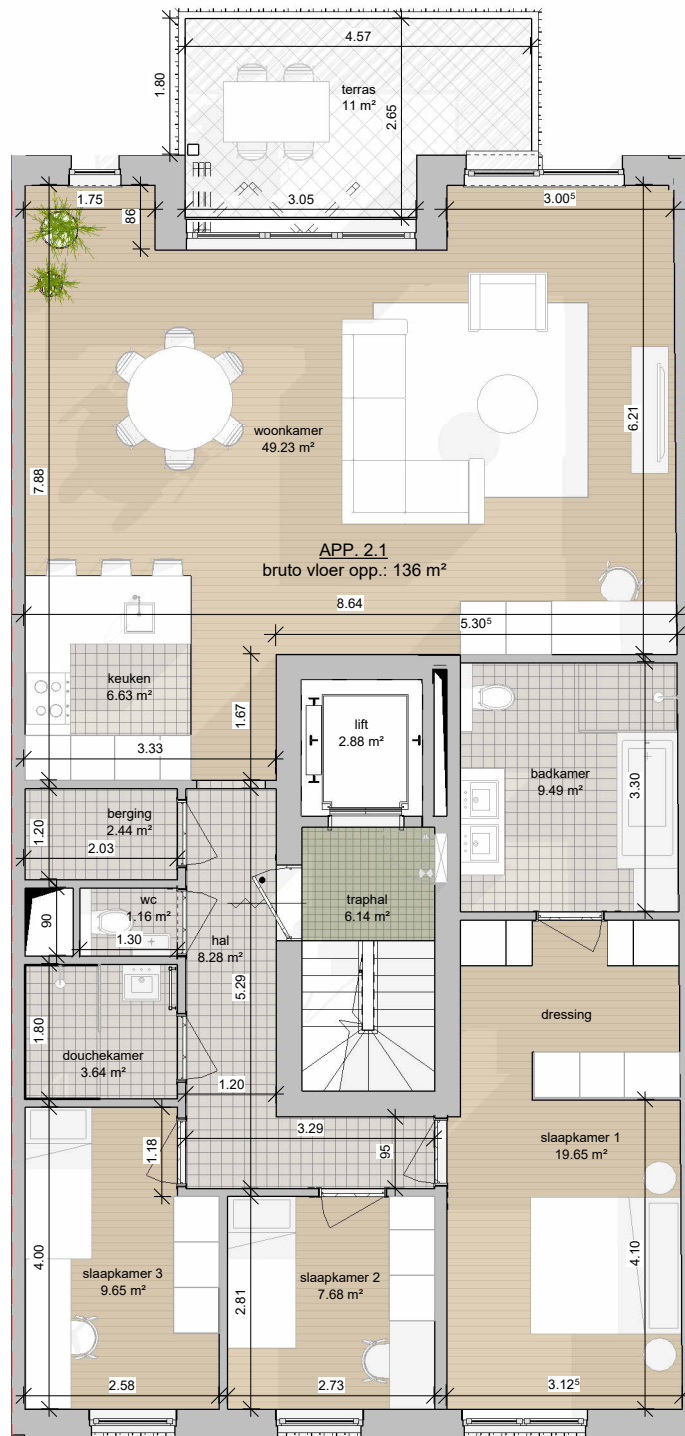 4.57
1.80
terras
11 m²
2.65
1.75
86
3.05
3.00⁵
woonkamer
49.23 m²
6.21
7.88
APP. 2.1
bruto vloer opp.: 136 m²
8.64
5.30⁵
keuken
6.63 m²
1.67
lift
2.88 m²
3.33
badkamer
9.49 m²
3.30
berging
2.44 m²
1.20
2.03
wc
1.16 m²
90
1.30
traphal
6.14 m²
hal
8.28 m²
5.29
1.80
douchekamer
3.64 m²
dressing
1.20
3.29
95
1.18
slaapkamer 1
19.65 m²
4.00
4.10
slaapkamer 3
9.65 m²
2.81
slaapkamer 2
7.68 m²
2.58
2.73
3.12⁵